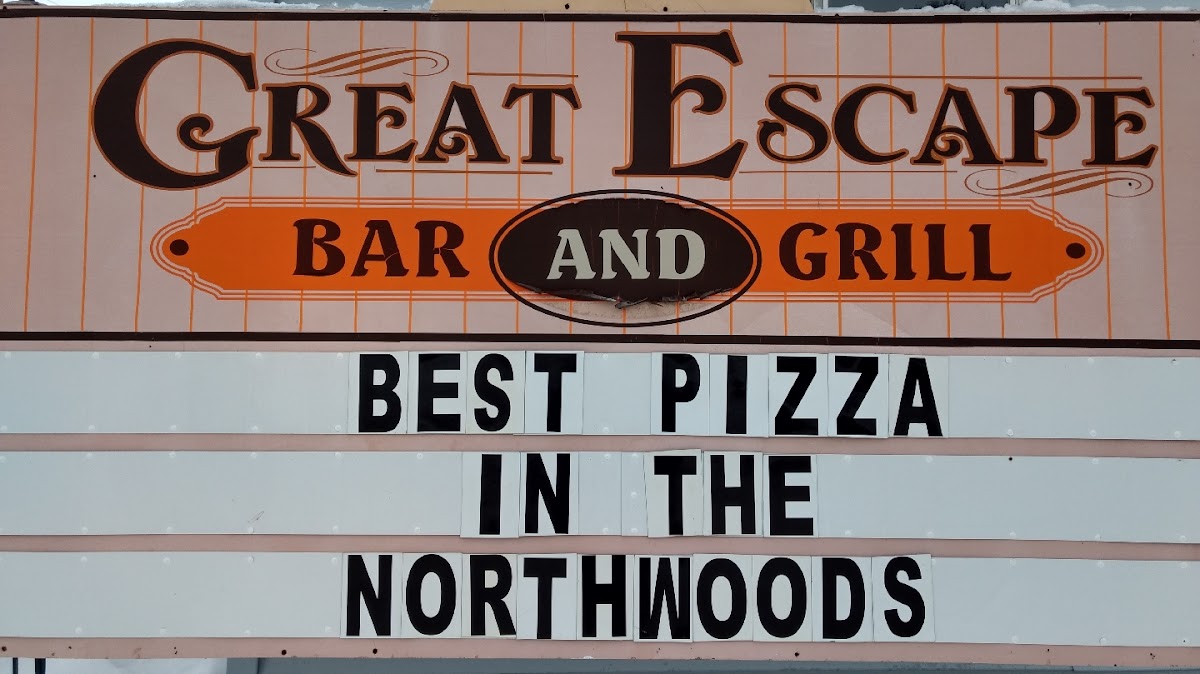 GREAT ESCAPE
BAR AND GRILL
BEST PIZZA
IN THE
NORTHWOODS